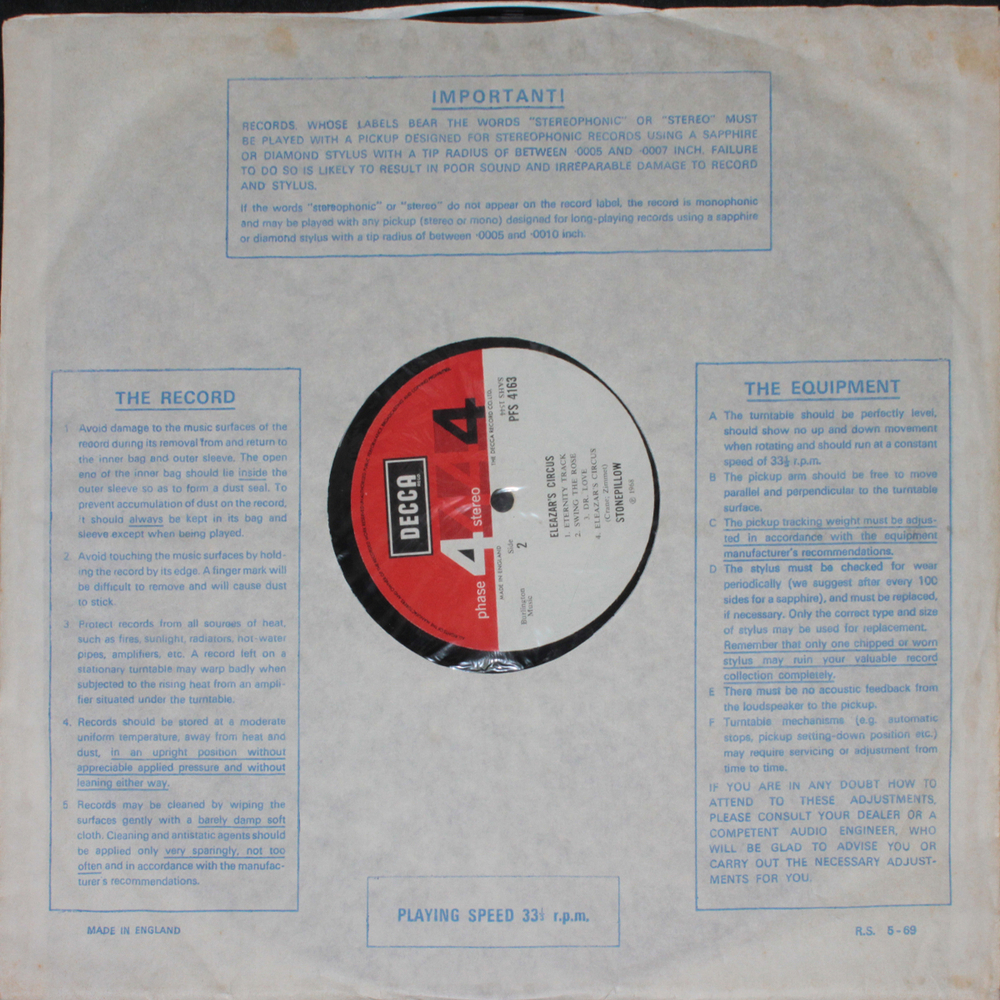 IMPORTANT!
RECORDS, WHOSE LABELS BEAR THE WORDS "STEREOPHONIC" OR "STEREO" MUST
BE PLAYED WITH A PICKUP DESIGNED FOR STEREOPHONIC RECORDS USING A SAPPHIRE
OR DIAMOND STYLUS WITH A TIP RADIUS OF BETWEEN ·0005 AND ·0007 INCH. FAILURE
TO DO SO IS LIKELY TO RESULT IN POOR SOUND AND IRREPARABLE DAMAGE TO RECORD
AND STYLUS.
If the words "stereophonic" or "stereo" do not appear on the record label, the record is monophonic
and may be played with any pickup (stereo or mono) designed for long-playing records using a sapphire
or diamond stylus with a tip radius of between ·0005 and ·0010 inch.
THE RECORD
1 Avoid damage to the music surfaces of the
record during its removal from and return to
the inner bag and outer sleeve. The open
end of the inner bag should lie inside the
outer sleeve so as to form a dust seal. To
prevent accumulation of dust on the record,
it should always be kept in its bag and
sleeve except when being played.
2. Avoid touching the music surfaces by hold-
ing the record by its edge. A finger mark will
be difficult to remove and will cause dust
to stick.
3 Protect records from all sources of heat,
such as fires, sunlight, radiators, hot-water
pipes, amplifiers, etc. A record left on a
stationary turntable may warp badly when
subjected to the rising heat from an ampli-
fier situated under the turntable.
4. Records should be stored at a moderate
uniform temperature, away from heat and
dust, in an upright position without
appreciable applied pressure and without
leaning either way.
5 Records may be cleaned by wiping the
surfaces gently with a barely damp soft
cloth. Cleaning and antistatic agents should
be applied only very sparingly, not too
often and in accordance with the manufac-
turer's recommendations.
MADE IN ENGLAND
DECCA
phase 4 stereo
4
THE DECCA RECORD CO. LTD.
MADE IN ENGLAND
PFS 4163
Side
2
Burlington
Music
ELEAZAR'S CIRCUS
1. ETERNITY TRACK
2. SWING THE ROSE
3. DR. LOVE
4. ELEAZAR'S CIRCUS
STONEPILLOW
℗ 1968
THE EQUIPMENT
A The turntable should be perfectly level,
should show no up and down movement
when rotating and should run at a constant
speed of 33⅓ r.p.m.
B The pickup arm should be free to move
parallel and perpendicular to the turntable
surface.
C The pickup tracking weight must be adjus-
ted in accordance with the equipment
manufacturer's recommendations.
D The stylus must be checked for wear
periodically (we suggest after every 100
sides for a sapphire), and must be replaced,
if necessary. Only the correct type and size
of stylus may be used for replacement.
Remember that only one chipped or worn
stylus may ruin your valuable record
collection completely.
E There must be no acoustic feedback from
the loudspeaker to the pickup.
F Turntable mechanisms (e.g. automatic
stops, pickup setting-down position etc.)
may require servicing or adjustment from
time to time.
IF YOU ARE IN ANY DOUBT HOW TO
ATTEND TO THESE ADJUSTMENTS,
PLEASE CONSULT YOUR DEALER OR A
COMPETENT AUDIO ENGINEER, WHO
WILL BE GLAD TO ADVISE YOU OR
CARRY OUT THE NECESSARY ADJUST-
MENTS FOR YOU.
R.S. 5-69
PLAYING SPEED 33⅓ r.p.m.